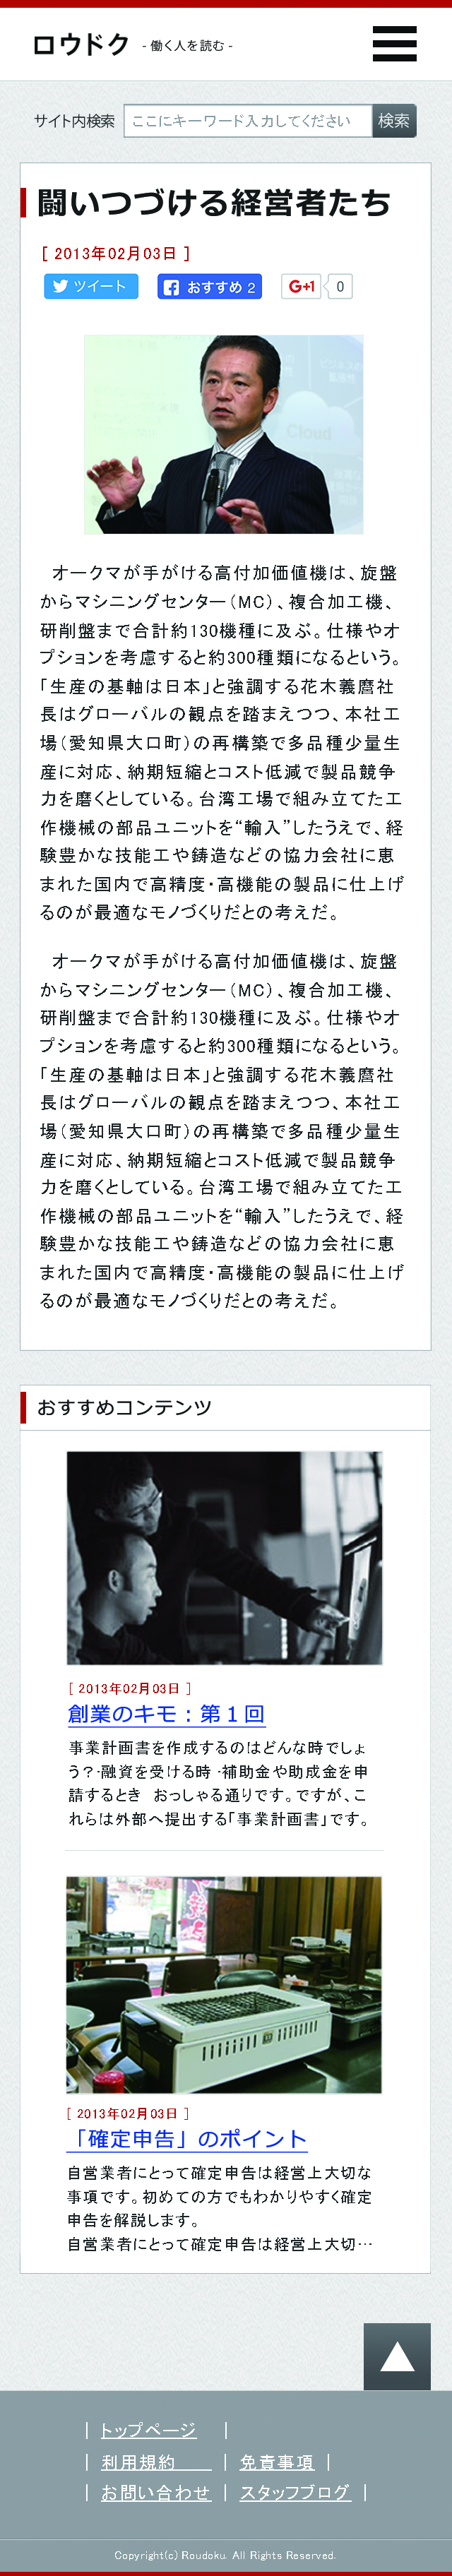 ロウドク - 働く人を読む -
サイト内検索 ここにキーワード入力してください 検索
闘いつづける経営者たち
[ 2013年02月03日 ]
ツイート おすすめ 2 G+1 0
Cloud
オークマが手がける高付加価値機は、旋盤
からマシニングセンター（MC）、複合加工機、
研削盤まで合計約130機種に及ぶ。仕様やオ
プションを考慮すると約300種類になるという。
「生産の基軸は日本」と強調する花木義麿社
長はグローバルの観点を踏まえつつ、本社工
場（愛知県大口町）の再構築で多品種少量生
産に対応、納期短縮とコスト低減で製品競争
力を磨くとしている。台湾工場で組み立てた工
作機械の部品ユニットを“輸入”したうえで、経
験豊かな技能工や鋳造などの協力会社に恵
まれた国内で高精度・高機能の製品に仕上げ
るのが最適なモノづくりだとの考えだ。
オークマが手がける高付加価値機は、旋盤
からマシニングセンター（MC）、複合加工機、
研削盤まで合計約130機種に及ぶ。仕様やオ
プションを考慮すると約300種類になるという。
「生産の基軸は日本」と強調する花木義麿社
長はグローバルの観点を踏まえつつ、本社工
場（愛知県大口町）の再構築で多品種少量生
産に対応、納期短縮とコスト低減で製品競争
力を磨くとしている。台湾工場で組み立てた工
作機械の部品ユニットを“輸入”したうえで、経
験豊かな技能工や鋳造などの協力会社に恵
まれた国内で高精度・高機能の製品に仕上げ
るのが最適なモノづくりだとの考えだ。
おすすめコンテンツ
[ 2013年02月03日 ]
創業のキモ：第１回
事業計画書を作成するのはどんな時でしょ
う？-融資を受ける時 -補助金や助成金を申
請するとき　おっしゃる通りです。ですが、こ
れらは外部へ提出する「事業計画書」です。
[ 2013年02月03日 ]
「確定申告」のポイント
自営業者にとって確定申告は経営上大切な
事項です。初めての方でもわかりやすく確定
申告を解説します。
自営業者にとって確定申告は経営上大切…
| トップページ |
| 利用規約 | 免責事項 |
| お問い合わせ | スタッフブログ |
Copyright(c) Roudoku. All Rights Reserved.